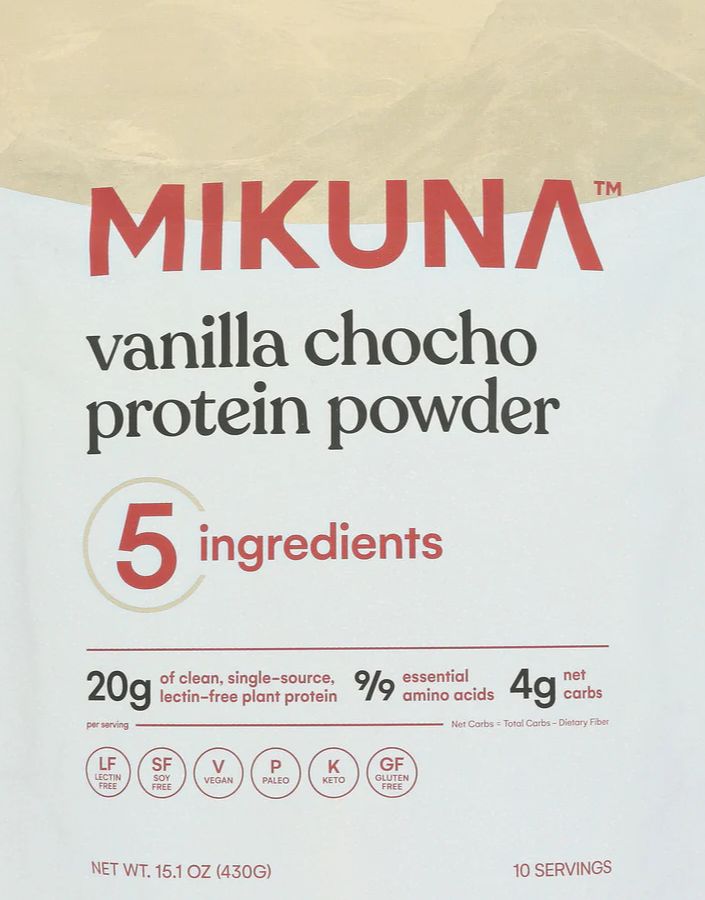 MIKUNA™
vanilla chocho
protein powder
5 ingredients
20g of clean, single-source,
lectin-free plant protein
9/9 essential
amino acids
4g net
carbs
per serving
Net Carbs = Total Carbs - Dietary Fiber
LF
LECTIN
FREE
SF
SOY
FREE
V
VEGAN
P
PALEO
K
KETO
GF
GLUTEN
FREE
NET WT. 15.1 OZ (430G)
10 SERVINGS